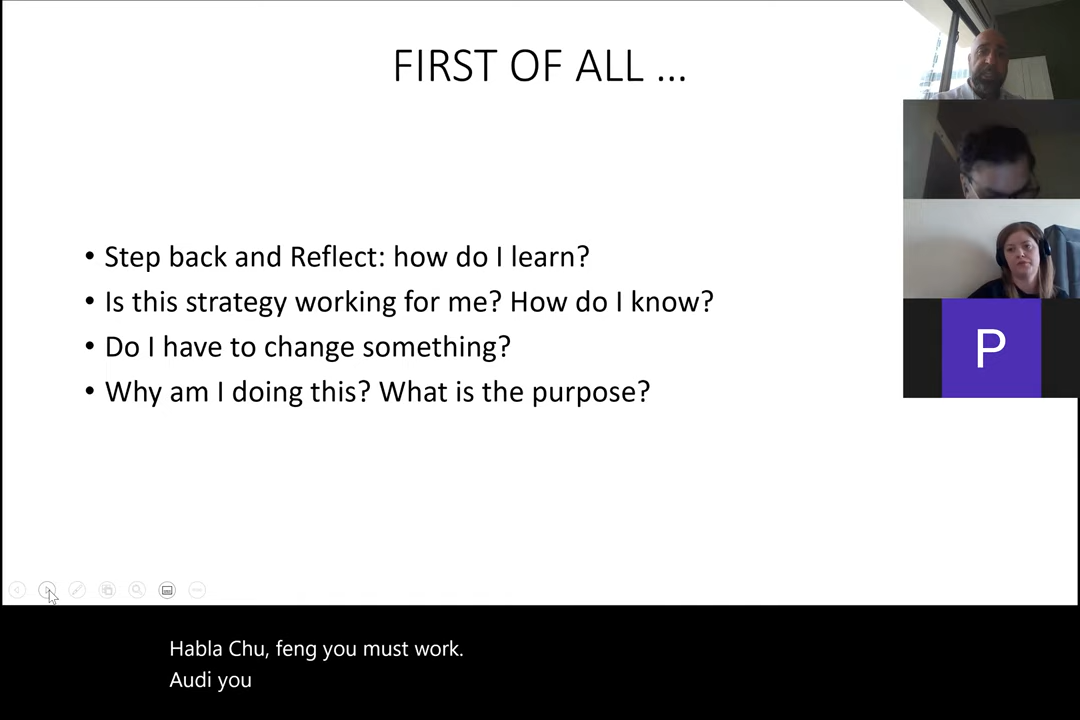 FIRST OF ALL ...
• Step back and Reflect: how do I learn?
• Is this strategy working for me? How do I know?
• Do I have to change something?
• Why am I doing this? What is the purpose?
P
Habla Chu, feng you must work.
Audi you